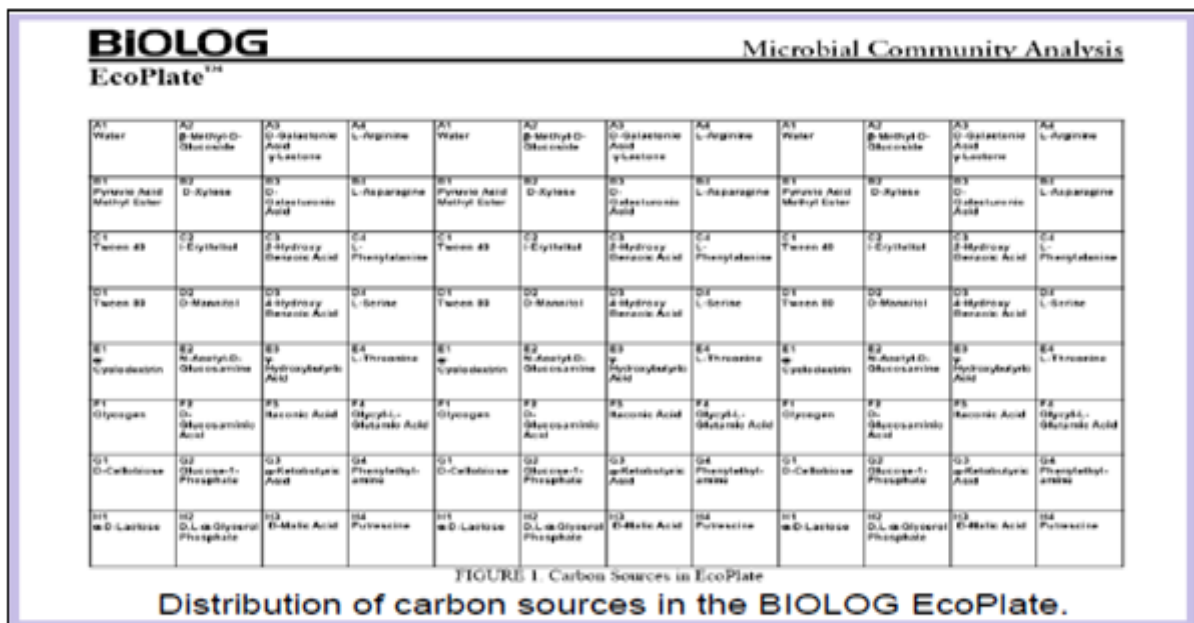 BIOLOG Microbial Community Analysis
EcoPlate™
A1 A2 A3 A4 A1 A2 A3 A4 A1 A2 A3 A4
Water β-Methyl-D- D-Galactonic L-Arginine Water β-Methyl-D- D-Galactonic L-Arginine Water β-Methyl-D- D-Galactonic L-Arginine
Glucoside Acid Glucoside Acid Glucoside Acid
γ-Lactone γ-Lactone γ-Lactone
B1 B2 B3 B4 B1 B2 B3 B4 B1 B2 B3 B4
Pyruvic Acid D-Xylose D- L-Asparagine Pyruvic Acid D-Xylose D- L-Asparagine Pyruvic Acid D-Xylose D- L-Asparagine
Methyl Ester Galacturonic Methyl Ester Galacturonic Methyl Ester Galacturonic
Acid Acid Acid
C1 C2 C3 C4 C1 C2 C3 C4 C1 C2 C3 C4
Tween 40 i-Erythritol 2-Hydroxy L- Tween 40 i-Erythritol 2-Hydroxy L- Tween 40 i-Erythritol 2-Hydroxy L-
Benzoic Acid Phenylalanine Benzoic Acid Phenylalanine Benzoic Acid Phenylalanine
D1 D2 D3 D4 D1 D2 D3 D4 D1 D2 D3 D4
Tween 80 D-Mannitol 4-Hydroxy L-Serine Tween 80 D-Mannitol 4-Hydroxy L-Serine Tween 80 D-Mannitol 4-Hydroxy L-Serine
Benzoic Acid Benzoic Acid Benzoic Acid
E1 E2 E3 E4 E1 E2 E3 E4 E1 E2 E3 E4
α- N-Acetyl-D- γ- L-Threonine α- N-Acetyl-D- γ- L-Threonine α- N-Acetyl-D- γ- L-Threonine
Cyclodextrin Glucosamine Hydroxybutyric Cyclodextrin Glucosamine Hydroxybutyric Cyclodextrin Glucosamine Hydroxybutyric
Acid Acid Acid
F1 F2 F3 F4 F1 F2 F3 F4 F1 F2 F3 F4
Glycogen D- Itaconic Acid Glycyl-L- Glycogen D- Itaconic Acid Glycyl-L- Glycogen D- Itaconic Acid Glycyl-L-
Glucosaminic Glutamic Acid Glucosaminic Glutamic Acid Glucosaminic Glutamic Acid
Acid Acid Acid
G1 G2 G3 G4 G1 G2 G3 G4 G1 G2 G3 G4
D-Cellobiose Glucose-1- α-Ketobutyric Phenylethyl- D-Cellobiose Glucose-1- α-Ketobutyric Phenylethyl- D-Cellobiose Glucose-1- α-Ketobutyric Phenylethyl-
Phosphate Acid amine Phosphate Acid amine Phosphate Acid amine
H1 H2 H3 H4 H1 H2 H3 H4 H1 H2 H3 H4
α-D-Lactose D,L-α-Glycerol D-Malic Acid Putrescine α-D-Lactose D,L-α-Glycerol D-Malic Acid Putrescine α-D-Lactose D,L-α-Glycerol D-Malic Acid Putrescine
Phosphate Phosphate Phosphate
FIGURE 1. Carbon Sources in EcoPlate
Distribution of carbon sources in the BIOLOG EcoPlate.